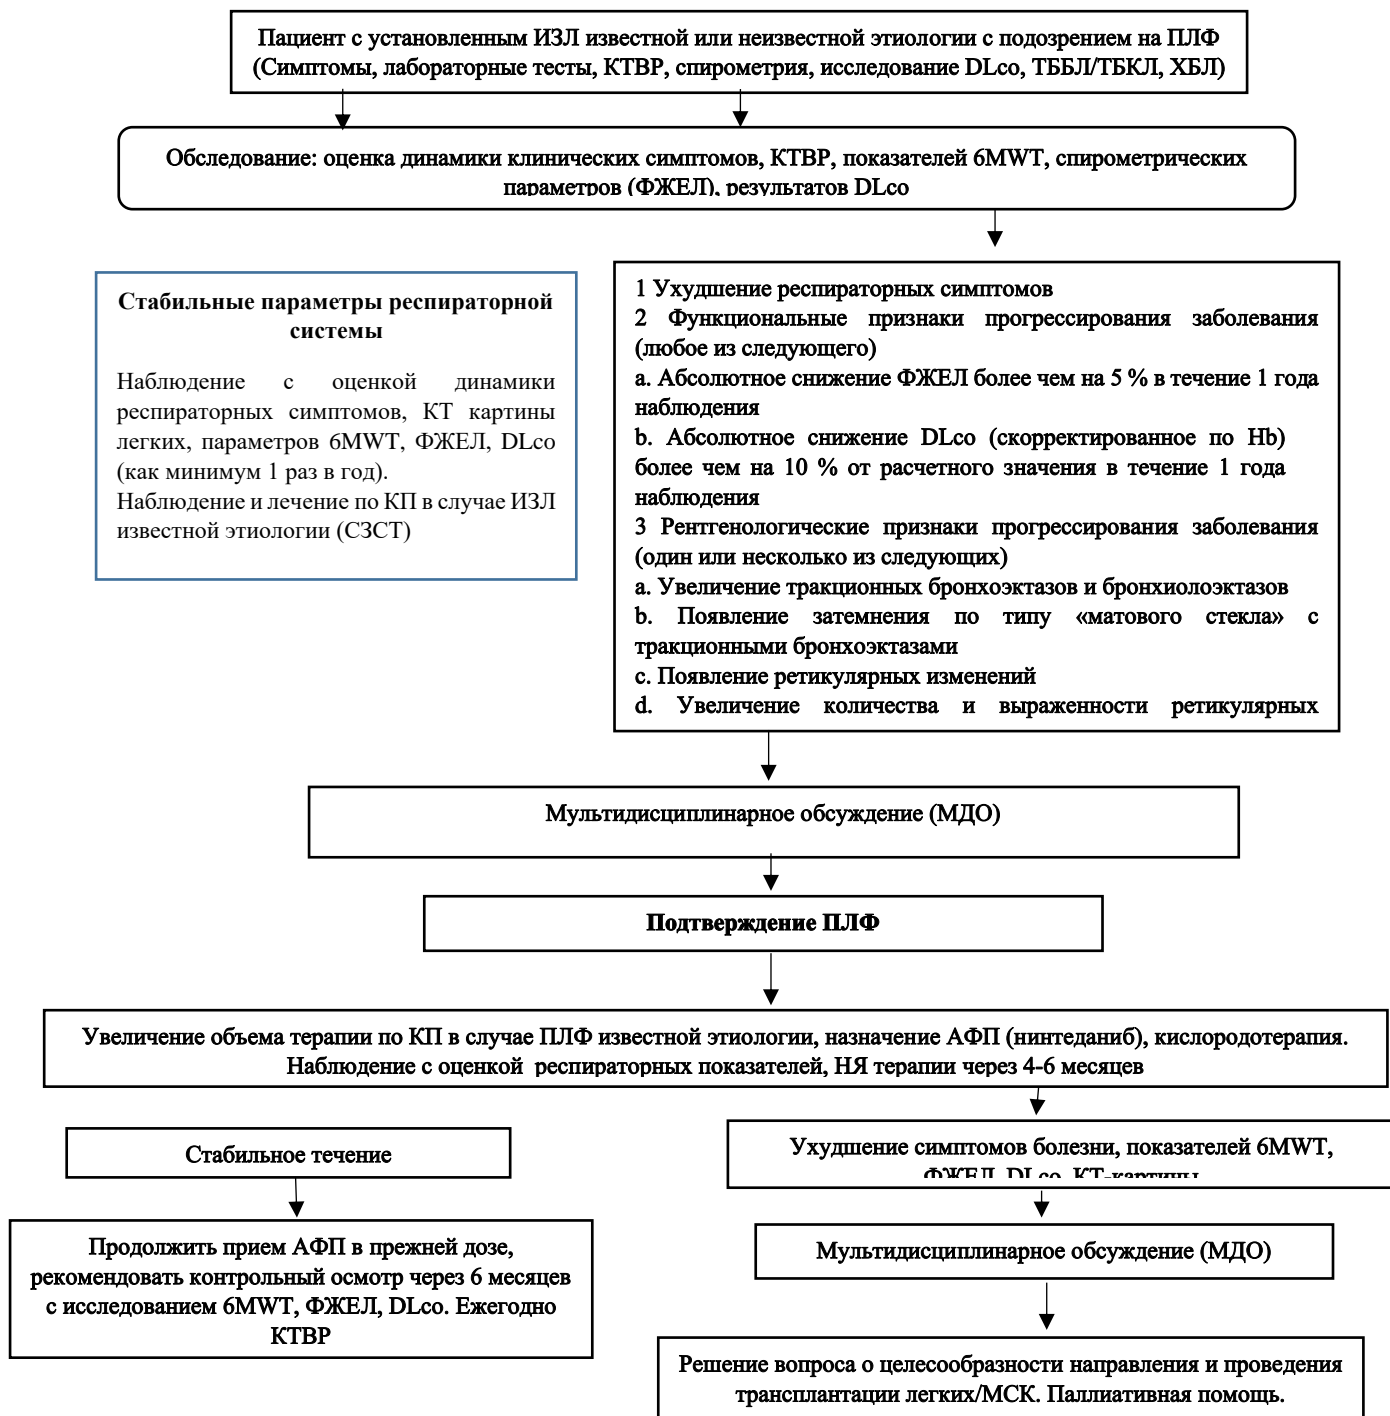 Пациент с установленным ИЗЛ известной или неизвестной этиологии с подозрением на ПЛФ
(Симптомы, лабораторные тесты, КТВР, спирометрия, исследование DLco, ТББЛ/ТБКЛ, ХБЛ)
Обследование: оценка динамики клинических симптомов, КТВР, показателей 6MWT, спирометрических
параметров (ФЖЕЛ), результатов DLco
Стабильные параметры респираторной
системы
Наблюдение с оценкой динамики
респираторных симптомов, КТ картины
легких, параметров 6MWT, ФЖЕЛ, DLco
(как минимум 1 раз в год).
Наблюдение и лечение по КП в случае ИЗЛ
известной этиологии (СЗСТ)
1 Ухудшение респираторных симптомов
2 Функциональные признаки прогрессирования заболевания
(любое из следующего)
a. Абсолютное снижение ФЖЕЛ более чем на 5 % в течение 1 года
наблюдения
b. Абсолютное снижение DLco (скорректированное по Hb)
более чем на 10 % от расчетного значения в течение 1 года
наблюдения
3 Рентгенологические признаки прогрессирования заболевания
(один или несколько из следующих)
a. Увеличение тракционных бронхоэктазов и бронхиолоэктазов
b. Появление затемнения по типу «матового стекла» с
тракционными бронхоэктазами
c. Появление ретикулярных изменений
d. Увеличение количества и выраженности ретикулярных
Мультидисциплинарное обсуждение (МДО)
Подтверждение ПЛФ
Увеличение объема терапии по КП в случае ПЛФ известной этиологии, назначение АФП (нинтеданиб), кислородотерапия.
Наблюдение с оценкой респираторных показателей, НЯ терапии через 4-6 месяцев
Стабильное течение
Продолжить прием АФП в прежней дозе,
рекомендовать контрольный осмотр через 6 месяцев
с исследованием 6MWT, ФЖЕЛ, DLco. Ежегодно
КТВР
Ухудшение симптомов болезни, показателей 6MWT,
ФЖЕЛ, DLco, КТ-картины
Мультидисциплинарное обсуждение (МДО)
Решение вопроса о целесообразности направления и проведения
трансплантации легких/МСК. Паллиативная помощь.